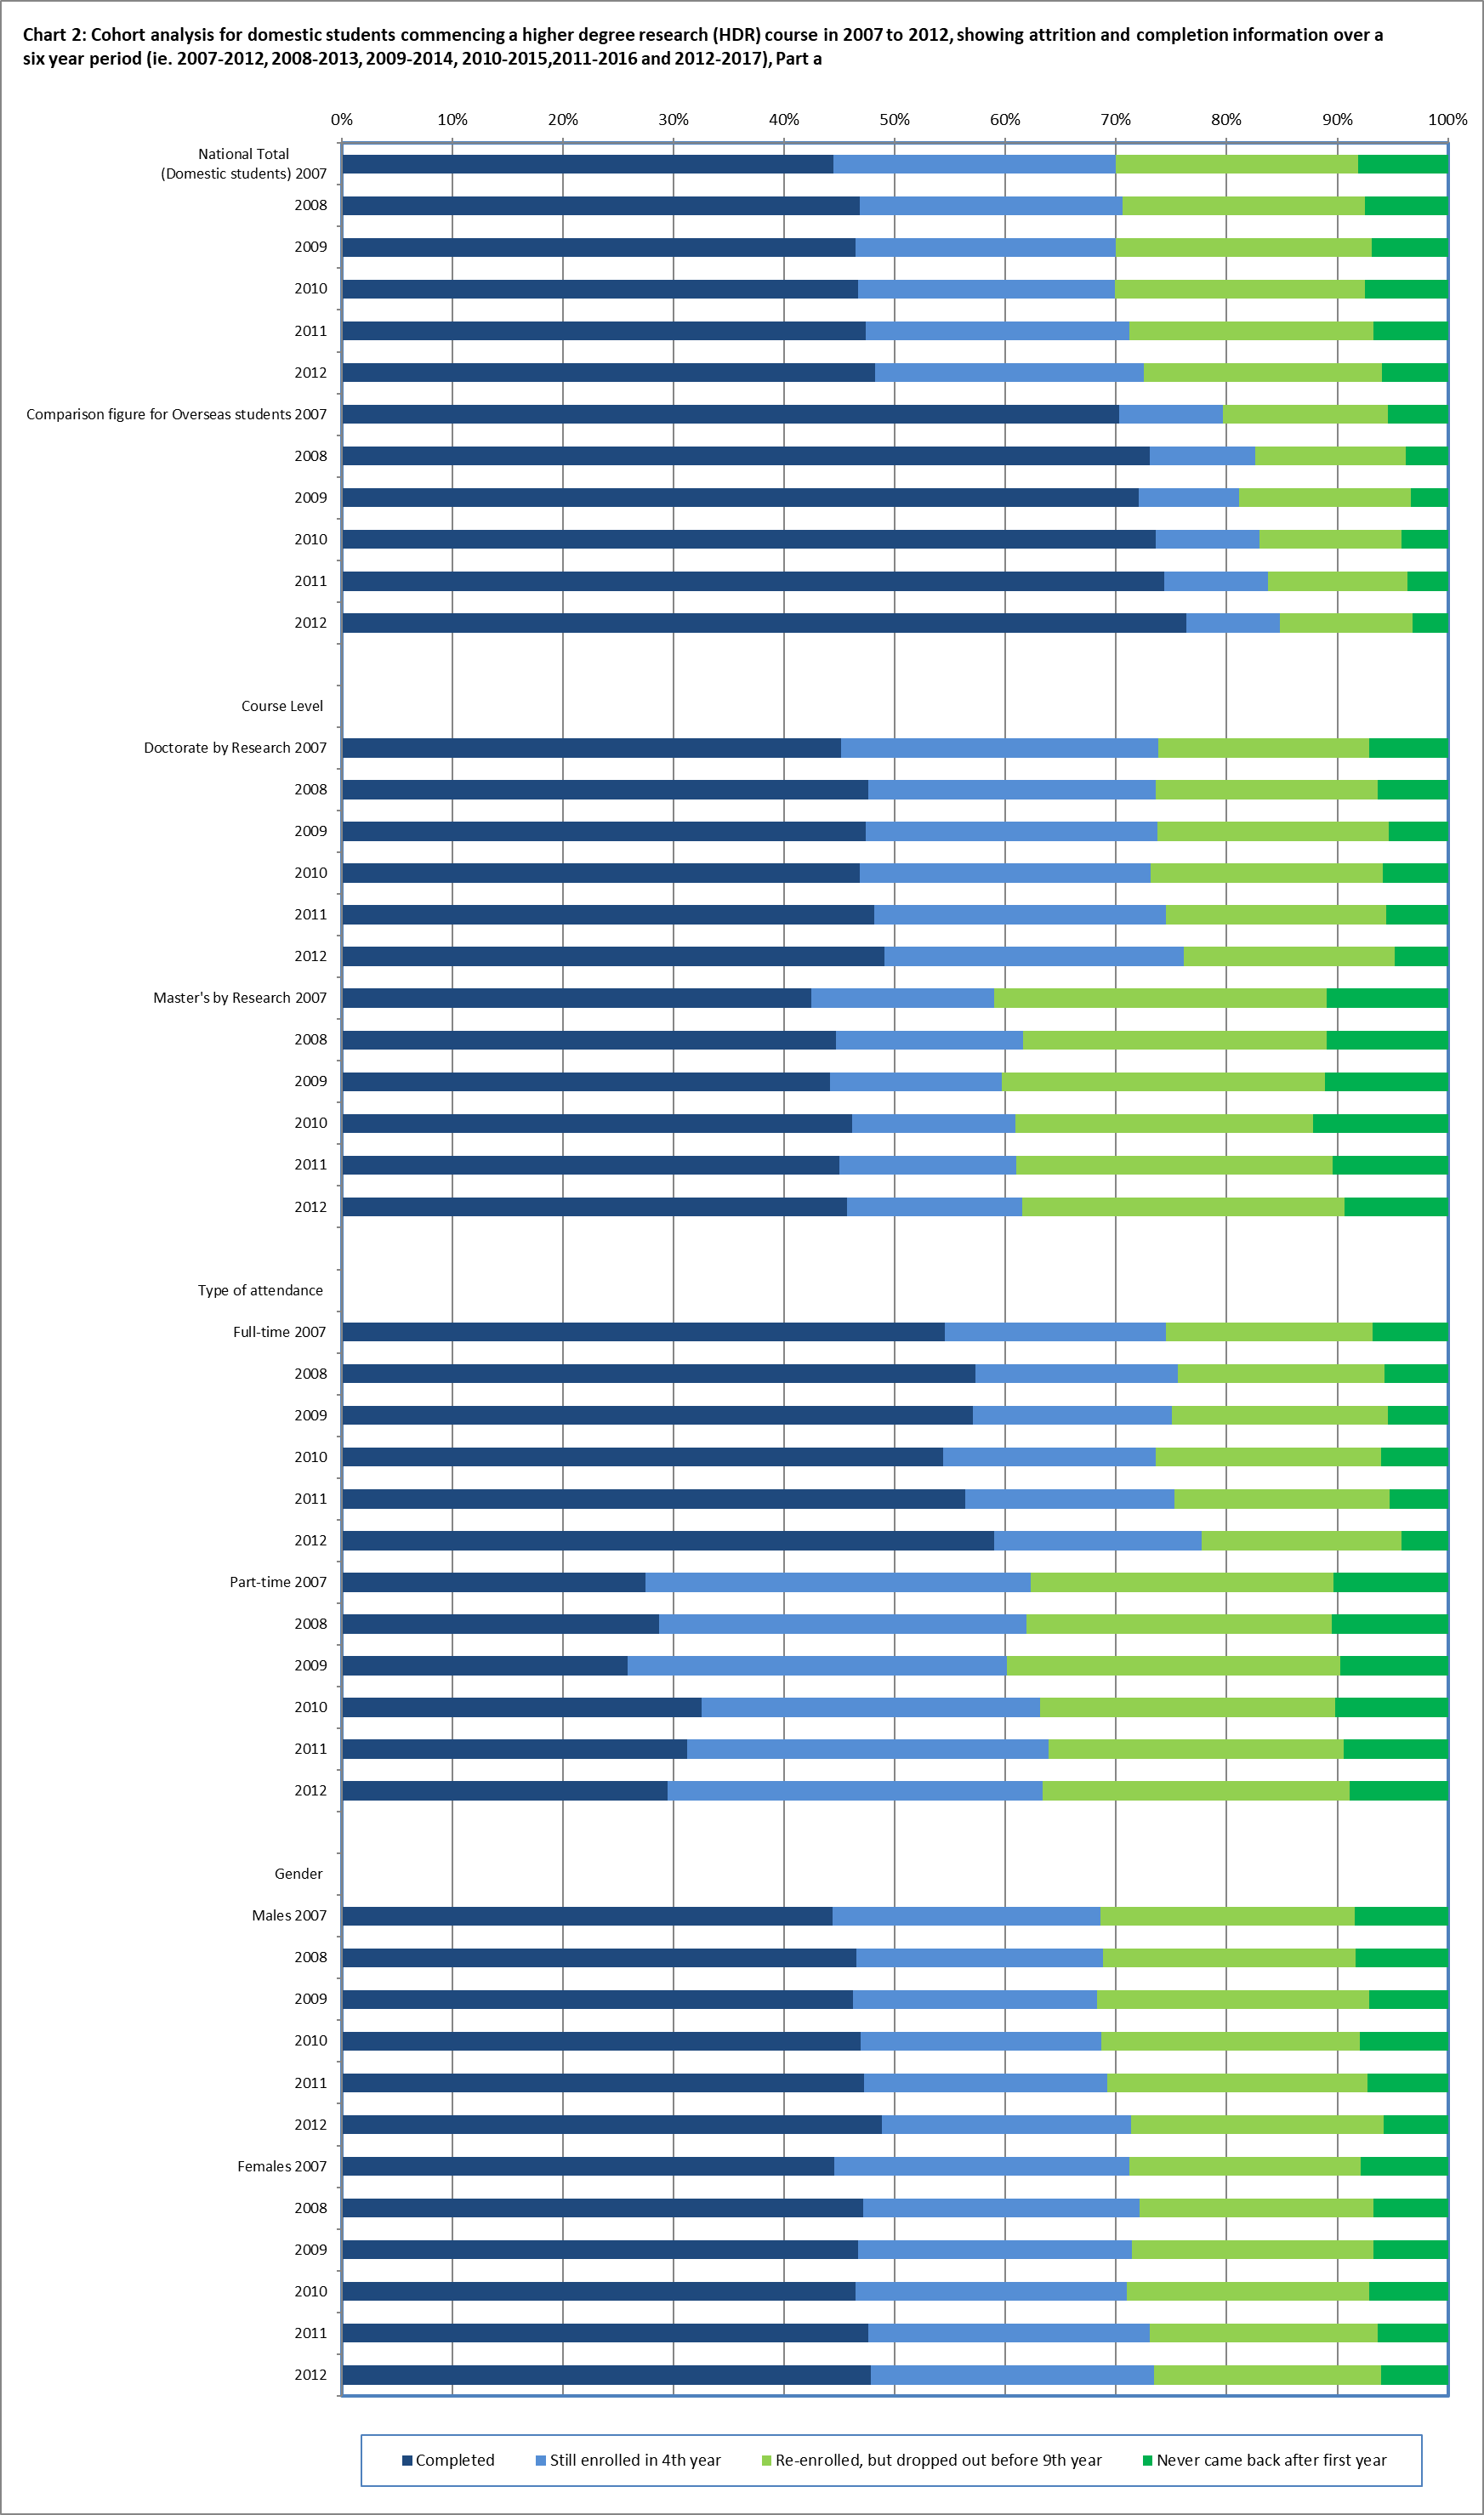 Chart 2: Cohort analysis for domestic students commencing a higher degree research (HDR) course in 2007 to 2012, showing attrition and completion information over a
six year period (ie. 2007-2012, 2008-2013, 2009-2014, 2010-2015,2011-2016 and 2012-2017), Part a
0% 10% 20% 30% 40% 50% 60% 70% 80% 90% 100%
National Total
(Domestic students) 2007
2008
2009
2010
2011
2012
Comparison figure for Overseas students 2007
2008
2009
2010
2011
2012
Course Level
Doctorate by Research 2007
2008
2009
2010
2011
2012
Master's by Research 2007
2008
2009
2010
2011
2012
Type of attendance
Full-time 2007
2008
2009
2010
2011
2012
Part-time 2007
2008
2009
2010
2011
2012
Gender
Males 2007
2008
2009
2010
2011
2012
Females 2007
2008
2009
2010
2011
2012
Completed Still enrolled in 4th year Re-enrolled, but dropped out before 9th year Never came back after first year